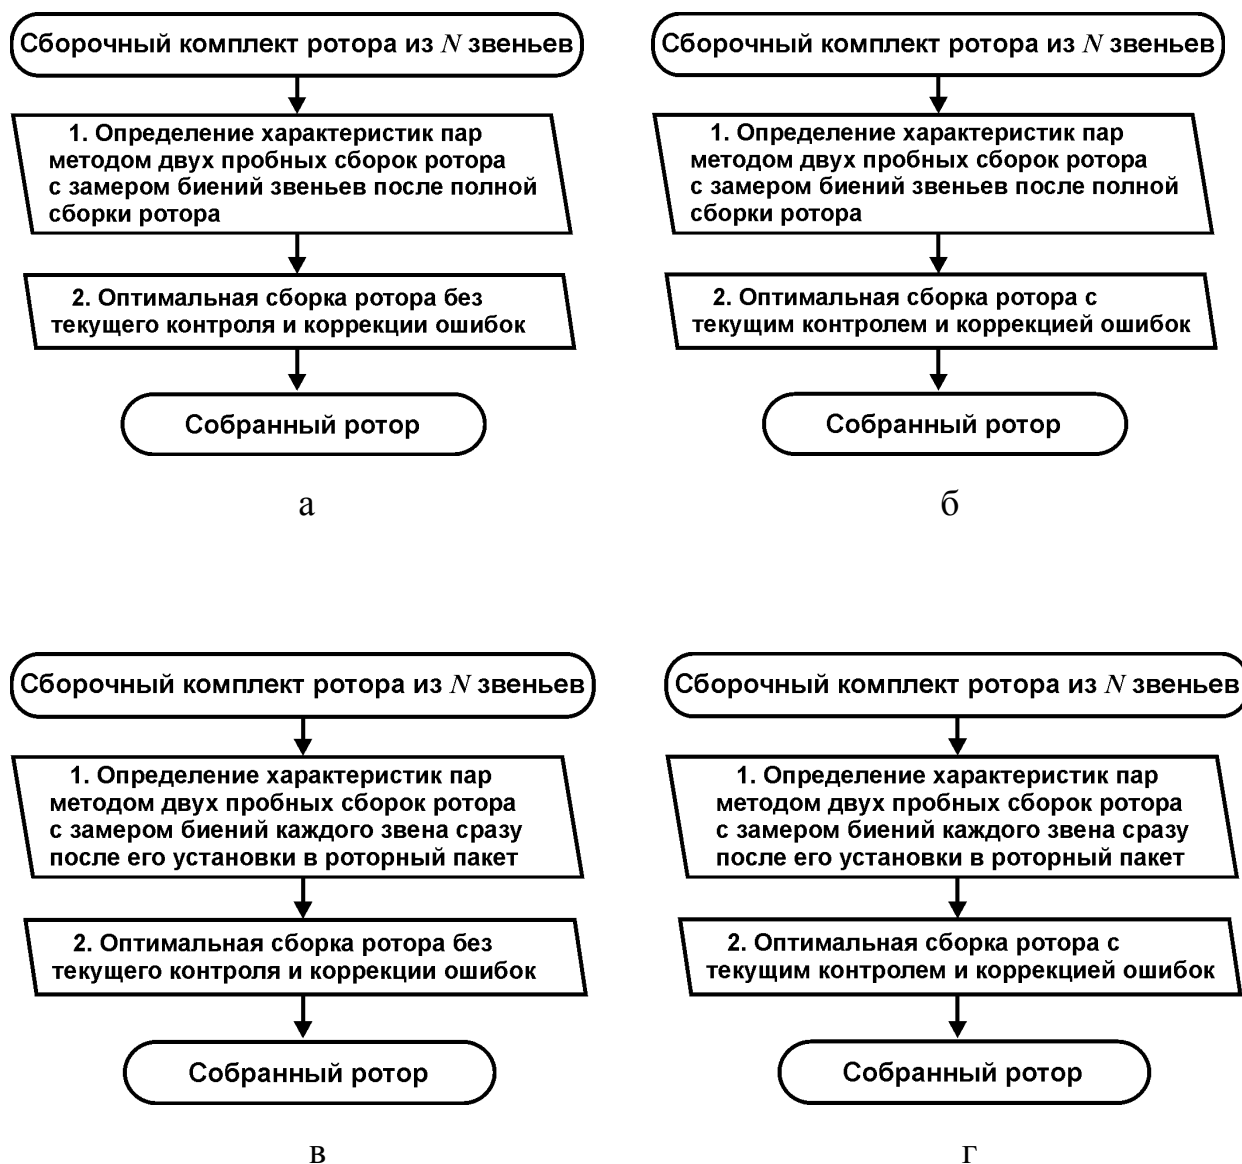 Сборочный комплект ротора из N звеньев
1. Определение характеристик пар
методом двух пробных сборок ротора
с замером биений звеньев после полной
сборки ротора
2. Оптимальная сборка ротора без
текущего контроля и коррекции ошибок
Собранный ротор
а
Сборочный комплект ротора из N звеньев
1. Определение характеристик пар
методом двух пробных сборок ротора
с замером биений звеньев после полной
сборки ротора
2. Оптимальная сборка ротора с
текущим контролем и коррекцией ошибок
Собранный ротор
б
Сборочный комплект ротора из N звеньев
1. Определение характеристик пар
методом двух пробных сборок ротора
с замером биений каждого звена сразу
после его установки в роторный пакет
2. Оптимальная сборка ротора без
текущего контроля и коррекции ошибок
Собранный ротор
в
Сборочный комплект ротора из N звеньев
1. Определение характеристик пар
методом двух пробных сборок ротора
с замером биений каждого звена сразу
после его установки в роторный пакет
2. Оптимальная сборка ротора с
текущим контролем и коррекцией ошибок
Собранный ротор
г